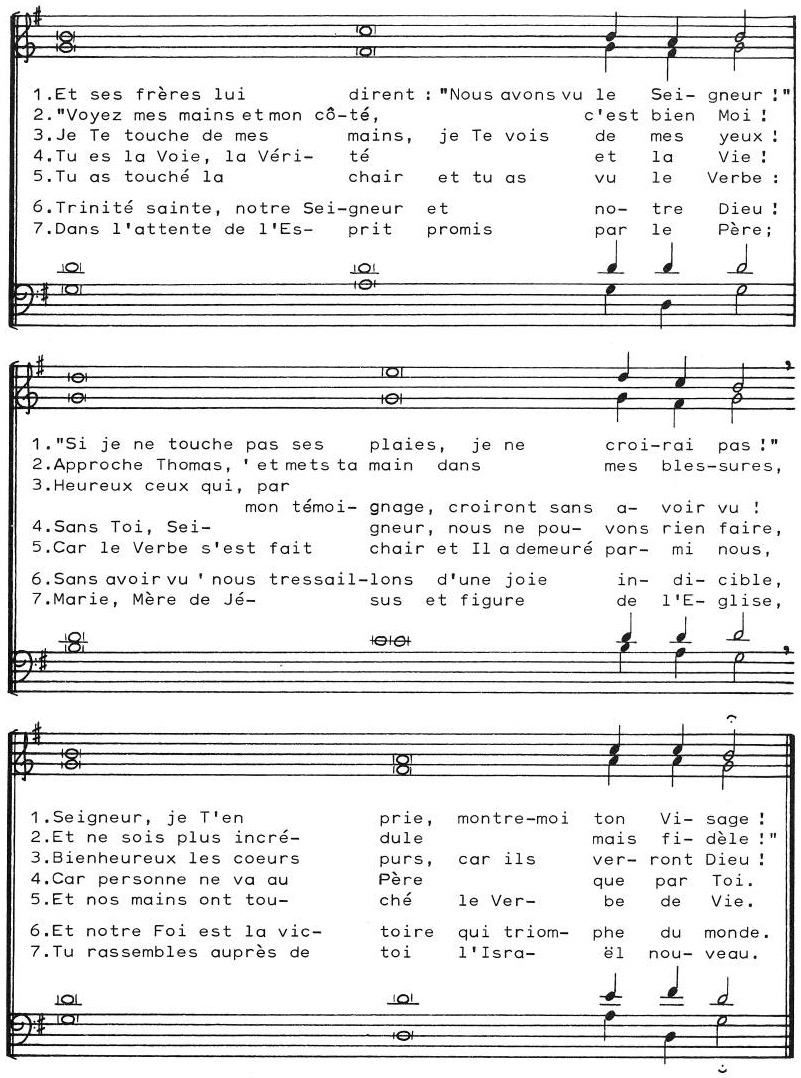 1.Et ses frères lui dirent : "Nous avons vu le Sei- gneur !"
2."Voyez mes mains et mon cô-té, c'est bien Moi !
3.Je Te touche de mes mains, je Te vois de mes yeux !
4.Tu es la Voie, la Véri- té et la Vie !
5.Tu as touché la chair et tu as vu le Verbe :
6.Trinité sainte, notre Sei-gneur et no- tre Dieu !
7.Dans l'attente de l'Es- prit promis par le Père;
1."Si je ne touche pas ses plaies, je ne croi-rai pas !"
2.Approche Thomas, ' et mets ta main dans mes bles-sures,
3.Heureux ceux qui, par
mon témoi- gnage, croiront sans a- voir vu !
4.Sans Toi, Sei- gneur, nous ne pou- vons rien faire,
5.Car le Verbe s'est fait chair et Il a demeuré par- mi nous,
6.Sans avoir vu ' nous tressail-lons d'une joie in- di- cible,
7.Marie, Mère de Jé- sus et figure de l'E- glise,
1.Seigneur, je T'en prie, montre-moi ton Vi- sage !
2.Et ne sois plus incré- dule mais fi- dèle !"
3.Bienheureux les coeurs purs, car ils ver- ront Dieu !
4.Car personne ne va au Père que par Toi.
5.Et nos mains ont tou- ché le Ver- be de Vie.
6.Et notre Foi est la vic- toire qui triom- phe du monde.
7.Tu rassembles auprès de toi l'Isra- ël nou- veau.